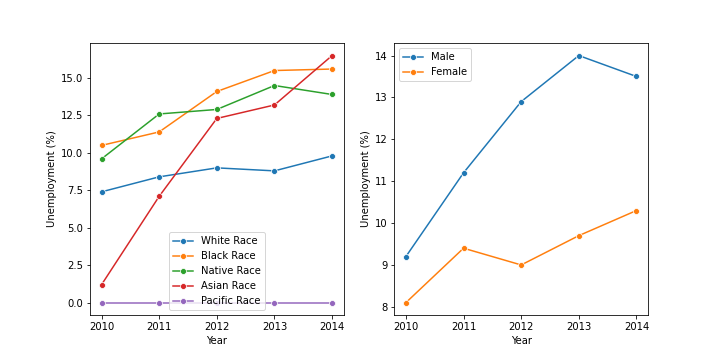 Unemployment (%)
15.0
12.5
10.0
7.5
5.0
2.5
0.0
White Race
Black Race
Native Race
Asian Race
Pacific Race
2010 2011 2012 2013 2014
Year
Unemployment (%)
14
13
12
11
10
9
8
Male
Female
2010 2011 2012 2013 2014
Year